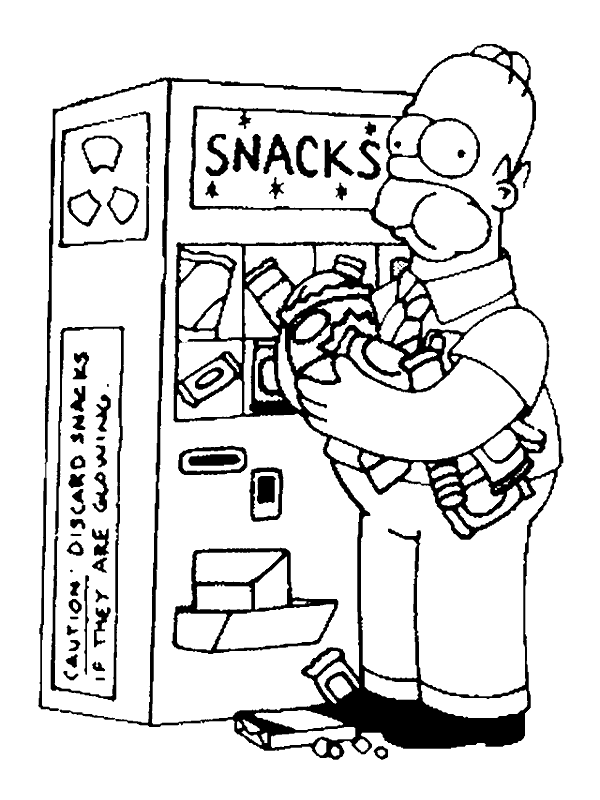 SNACKS
CAUTION: DISCARD SNACKS
IF THEY ARE GLOWING.